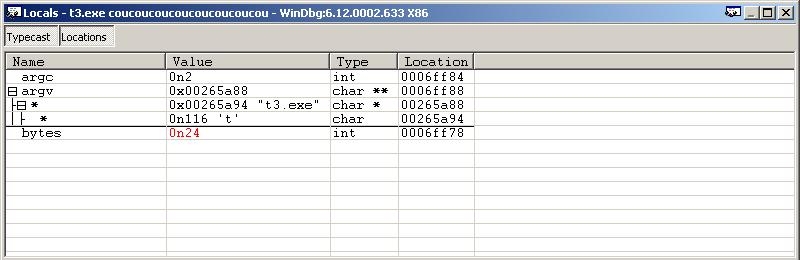 Locals - t3.exe coucoucoucoucoucoucoucou - WinDbg:6.12.0002.633 X86
Typecast Locations
Name Value Type Location
argc 0n2 int 0006ff84
argv 0x00265a88 char ** 0006ff88
* 0x00265a94 "t3.exe" char * 00265a88
* 0n116 't' char 00265a94
bytes 0n24 int 0006ff78